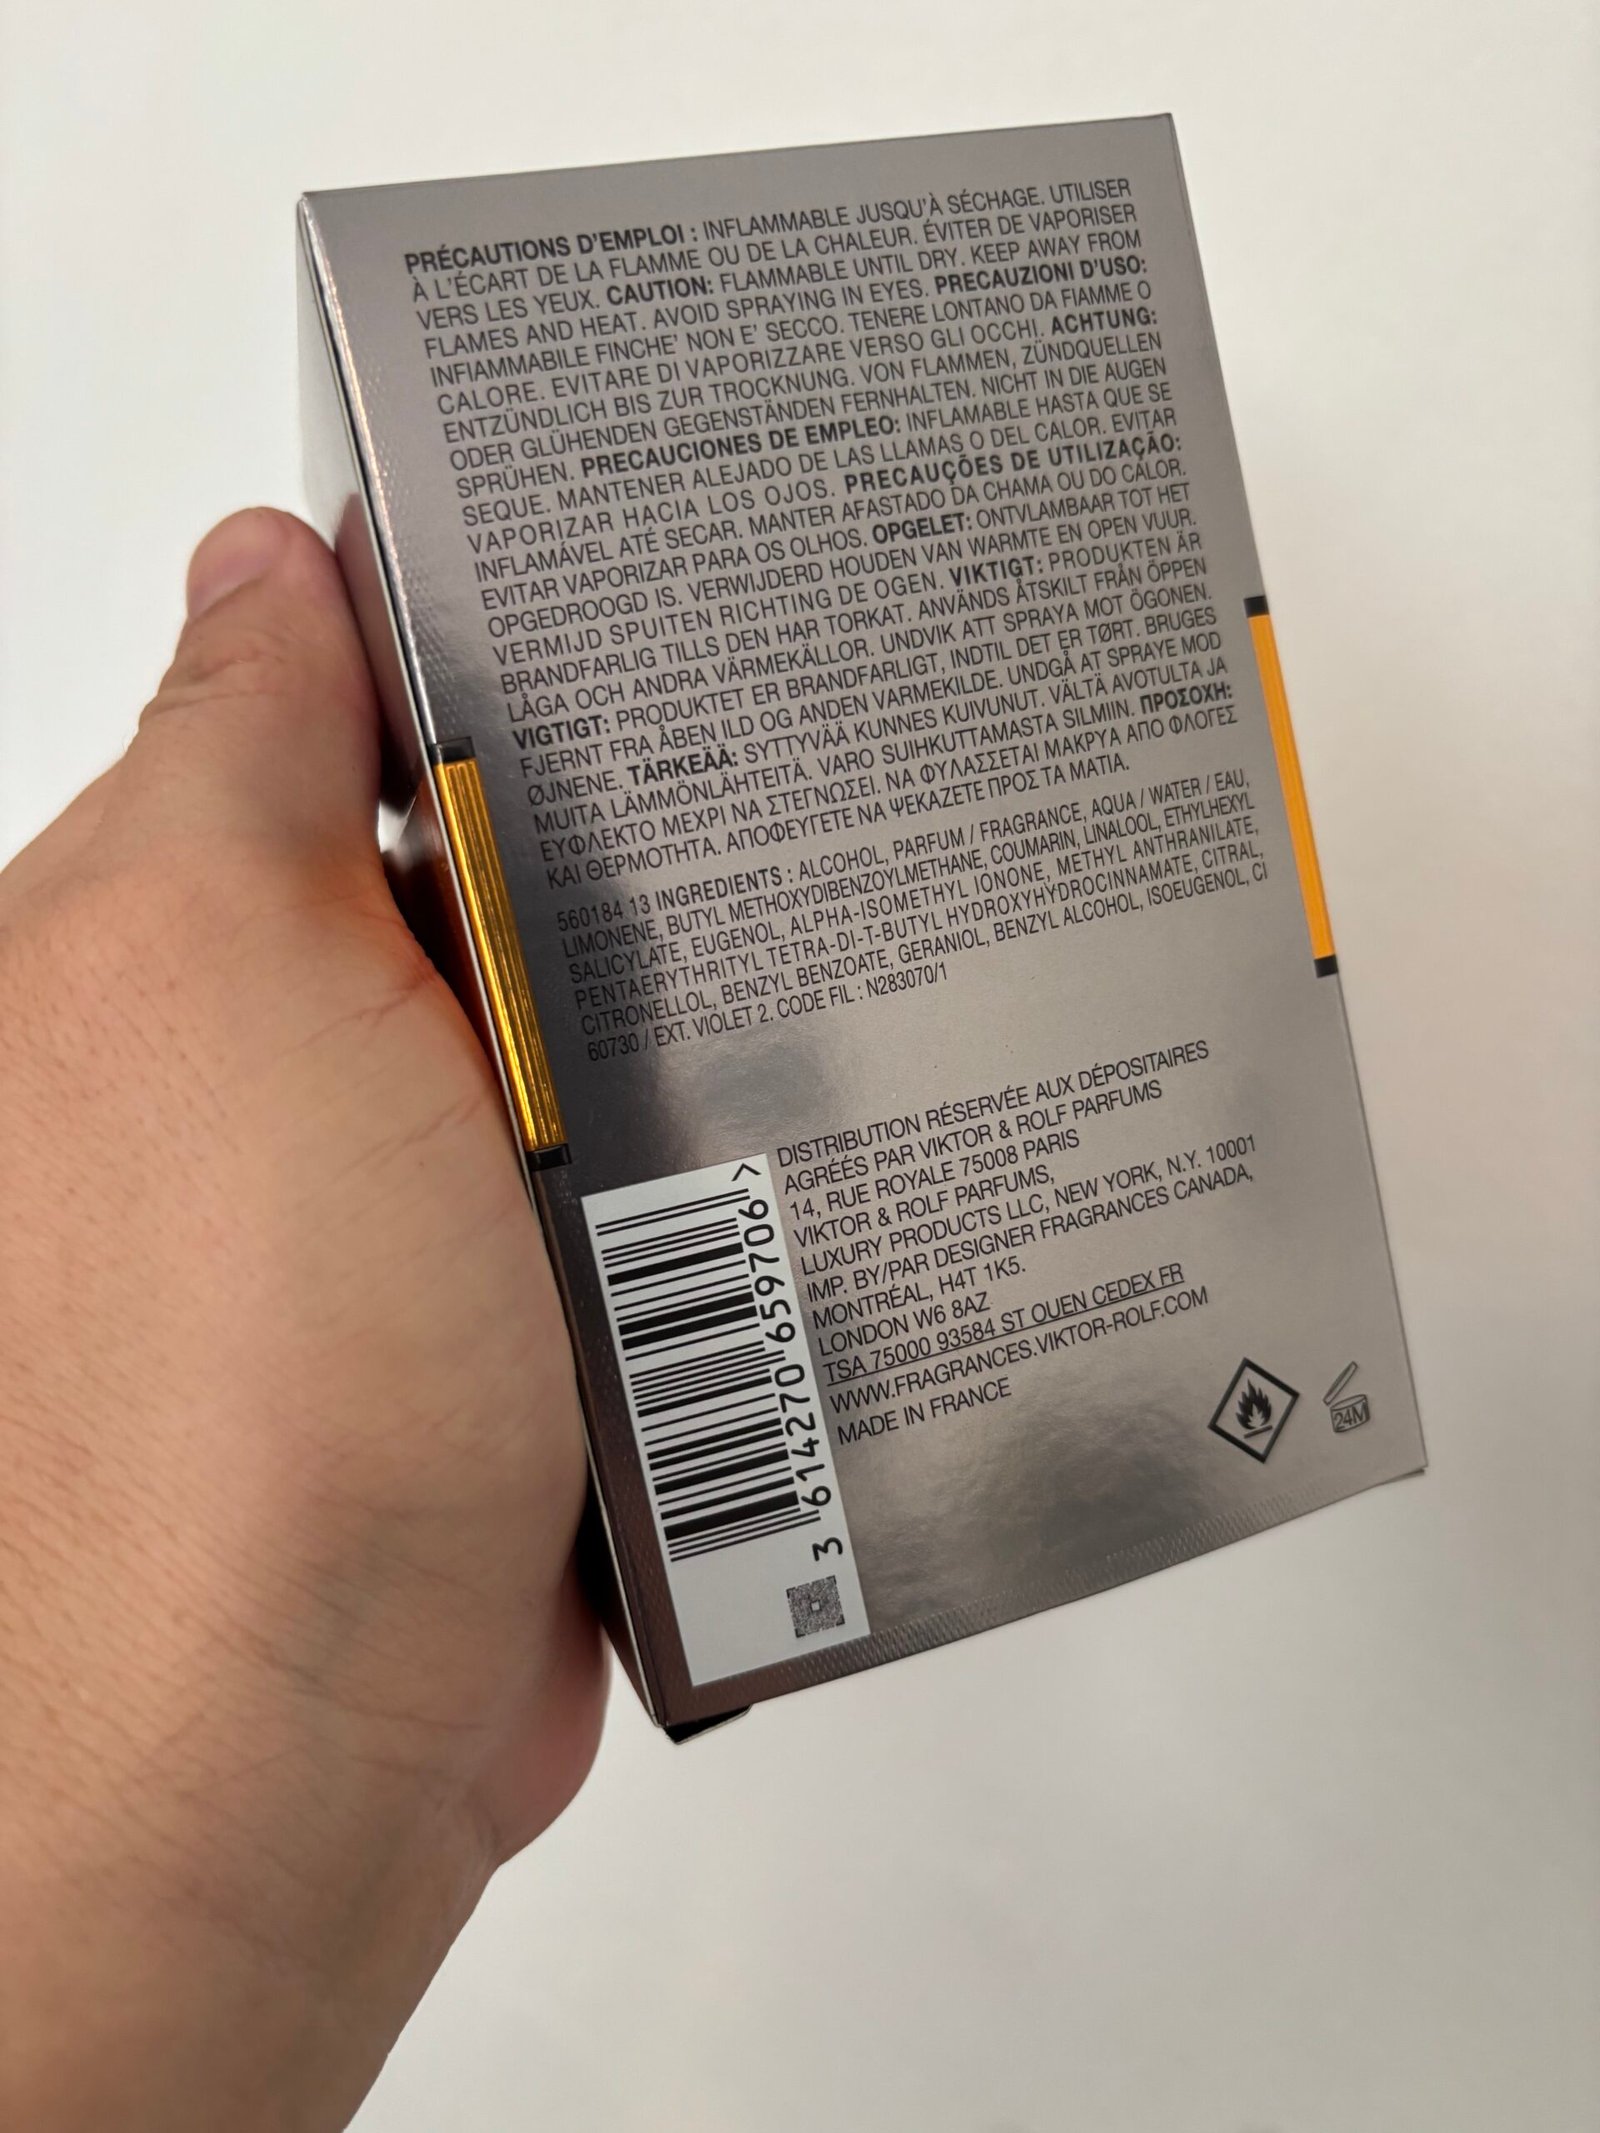 PRÉCAUTIONS D'EMPLOI : INFLAMMABLE JUSQU'À SÉCHAGE. UTILISER
À L'ÉCART DE LA FLAMME OU DE LA CHALEUR. ÉVITER DE VAPORISER
VERS LES YEUX. CAUTION: FLAMMABLE UNTIL DRY. KEEP AWAY FROM
FLAMES AND HEAT. AVOID SPRAYING IN EYES. PRECAUZIONI D'USO:
INFIAMMABILE FINCHE' NON E' SECCO. TENERE LONTANO DA FIAMME O
CALORE. EVITARE DI VAPORIZZARE VERSO GLI OCCHI. ACHTUNG:
ENTZÜNDLICH BIS ZUR TROCKNUNG. VON FLAMMEN, ZÜNDQUELLEN
ODER GLÜHENDEN GEGENSTÄNDEN FERNHALTEN. NICHT IN DIE AUGEN
SPRÜHEN. PRECAUCIONES DE EMPLEO: INFLAMABLE HASTA QUE SE
SEQUE. MANTENER ALEJADO DE LAS LLAMAS O DEL CALOR. EVITAR
VAPORIZAR HACIA LOS OJOS. PRECAUÇÕES DE UTILIZAÇÃO:
INFLAMÁVEL ATÉ SECAR. MANTER AFASTADO DA CHAMA OU DO CALOR.
EVITAR VAPORIZAR PARA OS OLHOS. OPGELET: ONTVLAMBAAR TOT HET
OPGEDROOGD IS. VERWIJDERD HOUDEN VAN WARMTE EN OPEN VUUR.
VERMIJD SPUITEN RICHTING DE OGEN. VIKTIGT: PRODUKTEN ÄR
BRANDFARLIG TILLS DEN HAR TORKAT. ANVÄNDS ÅTSKILT FRÅN ÖPPEN
LÅGA OCH ANDRA VÄRMEKÄLLOR. UNDVIK ATT SPRAYA MOT ÖGONEN.
VIGTIGT: PRODUKTET ER BRANDFARLIGT, INDTIL DET ER TØRT. BRUGES
FJERNT FRA ÅBEN ILD OG ANDEN VARMEKILDE. UNDGÅ AT SPRAYE MOD
ØJNENE. TÄRKEÄÄ: SYTTYVÄÄ KUNNES KUIVUNUT. VÄLTÄ AVOTULTA JA
MUITA LÄMMÖNLÄHTEITÄ. VARO SUIHKUTTAMASTA SILMIIN. ΠΡΟΣΟΧΗ:
ΕΥΦΛΕΚΤΟ ΜΕΧΡΙ ΝΑ ΣΤΕΓΝΩΣΕΙ. ΝΑ ΦΥΛΑΣΣΕΤΑΙ ΜΑΚΡΥΑ ΑΠΟ ΦΛΟΓΕΣ
ΚΑΙ ΘΕΡΜΟΤΗΤΑ. ΑΠΟΦΕΥΓΕΤΕ ΝΑ ΨΕΚΑΖΕΤΕ ΠΡΟΣ ΤΑ ΜΑΤΙΑ.
560184 13 INGREDIENTS : ALCOHOL, PARFUM / FRAGRANCE, AQUA / WATER / EAU,
LIMONENE, BUTYL METHOXYDIBENZOYLMETHANE, COUMARIN, LINALOOL, ETHYLHEXYL
SALICYLATE, EUGENOL, ALPHA-ISOMETHYL IONONE, METHYL ANTHRANILATE,
PENTAERYTHRITYL TETRA-DI-T-BUTYL HYDROXYHYDROCINNAMATE, CITRAL,
CITRONELLOL, BENZYL BENZOATE, GERANIOL, BENZYL ALCOHOL, ISOEUGENOL, CI
60730 / EXT. VIOLET 2. CODE FIL : N283070/1
DISTRIBUTION RÉSERVÉE AUX DÉPOSITAIRES
AGRÉÉS PAR VIKTOR & ROLF PARFUMS
14, RUE ROYALE 75008 PARIS
VIKTOR & ROLF PARFUMS,
LUXURY PRODUCTS LLC, NEW YORK, N.Y. 10001
IMP. BY/PAR DESIGNER FRAGRANCES CANADA,
MONTRÉAL, H4T 1K5.
LONDON W6 8AZ
TSA 75000 93584 ST OUEN CEDEX FR
WWW.FRAGRANCES.VIKTOR-ROLF.COM
MADE IN FRANCE
3 614270 659706 >
24M